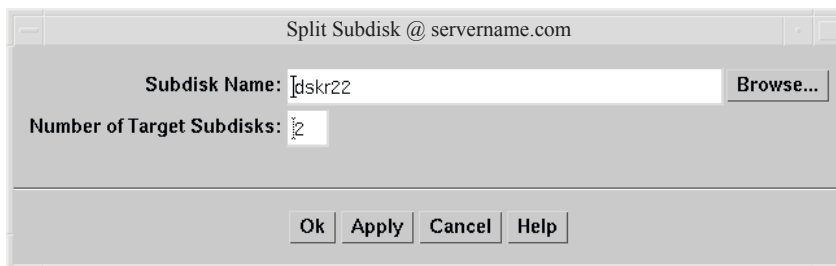 Split Subdisk @ servername.com
Subdisk Name: dskr22 Browse...
Number of Target Subdisks: 2
Ok Apply Cancel Help